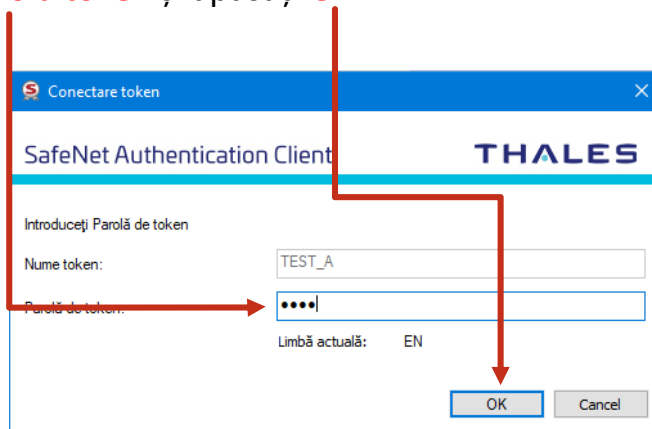 Conectare token
SafeNet Authentication Client THALES
Introduceţi Parolă de token
Nume token: TEST_A
Parolă de token: ••••
Limbă actuală: EN
OK Cancel